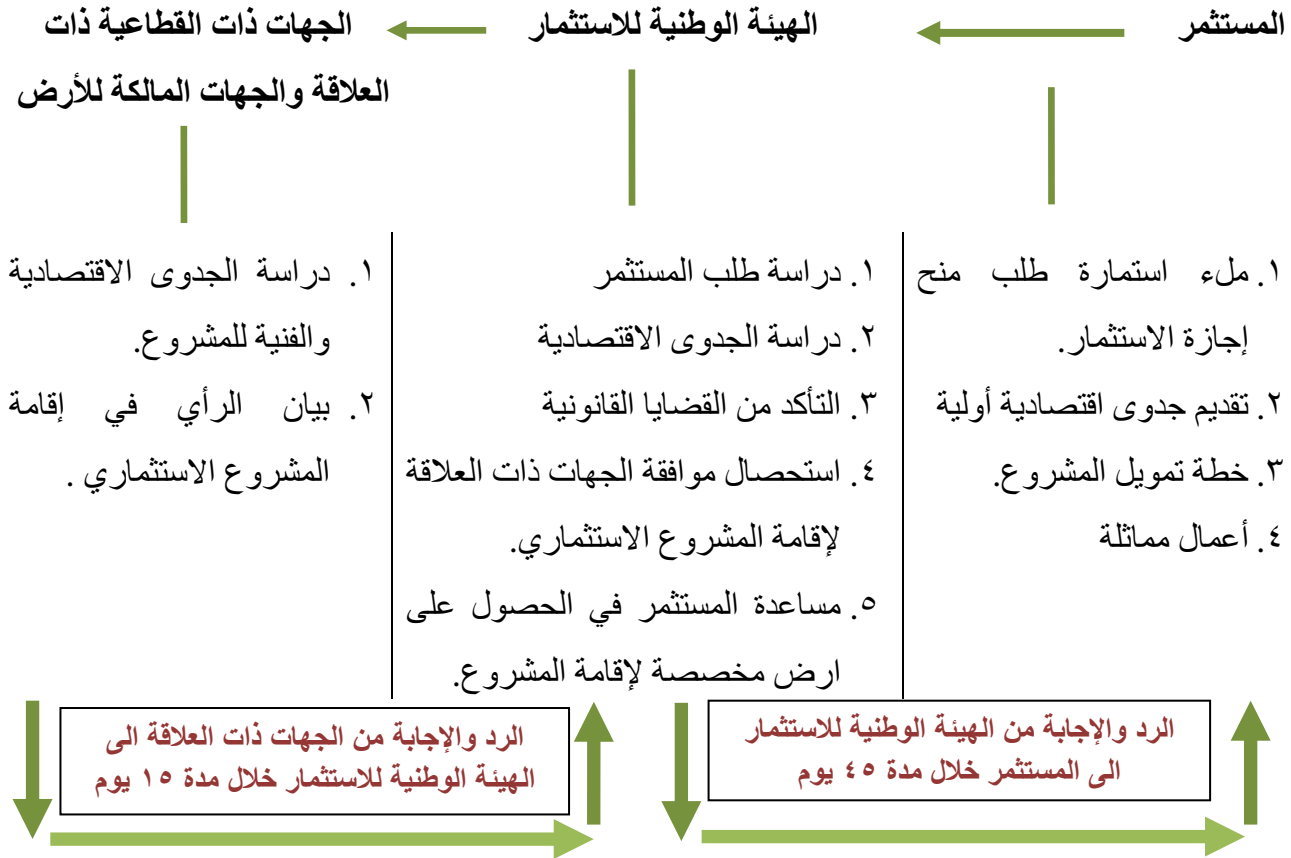 المستثمر
الهيئة الوطنية للاستثمار
الجهات ذات القطاعية ذات
العلاقة والجهات المالكة للأرض
١. ملء استمارة طلب منح
إجازة الاستثمار.
٢. تقديم جدوى اقتصادية أولية
٣. خطة تمويل المشروع.
٤. أعمال مماثلة
١. دراسة طلب المستثمر
٢. دراسة الجدوى الاقتصادية
٣. التأكد من القضايا القانونية
٤. استحصال موافقة الجهات ذات العلاقة
لإقامة المشروع الاستثماري.
٥. مساعدة المستثمر في الحصول على
ارض مخصصة لإقامة المشروع.
١. دراسة الجدوى الاقتصادية
والفنية للمشروع.
٢. بيان الرأي في إقامة
المشروع الاستثماري .
الرد والإجابة من الهيئة الوطنية للاستثمار
الى المستثمر خلال مدة ٤٥ يوم
الرد والإجابة من الجهات ذات العلاقة الى
الهيئة الوطنية للاستثمار خلال مدة ١٥ يوم